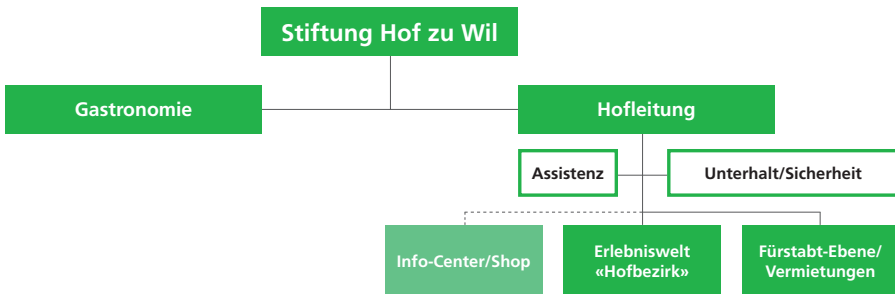 Stiftung Hof zu Wil
Gastronomie
Hofleitung
Assistenz
Unterhalt/Sicherheit
Info-Center/Shop
Erlebniswelt
«Hofbezirk»
Fürstabt-Ebene/
Vermietungen